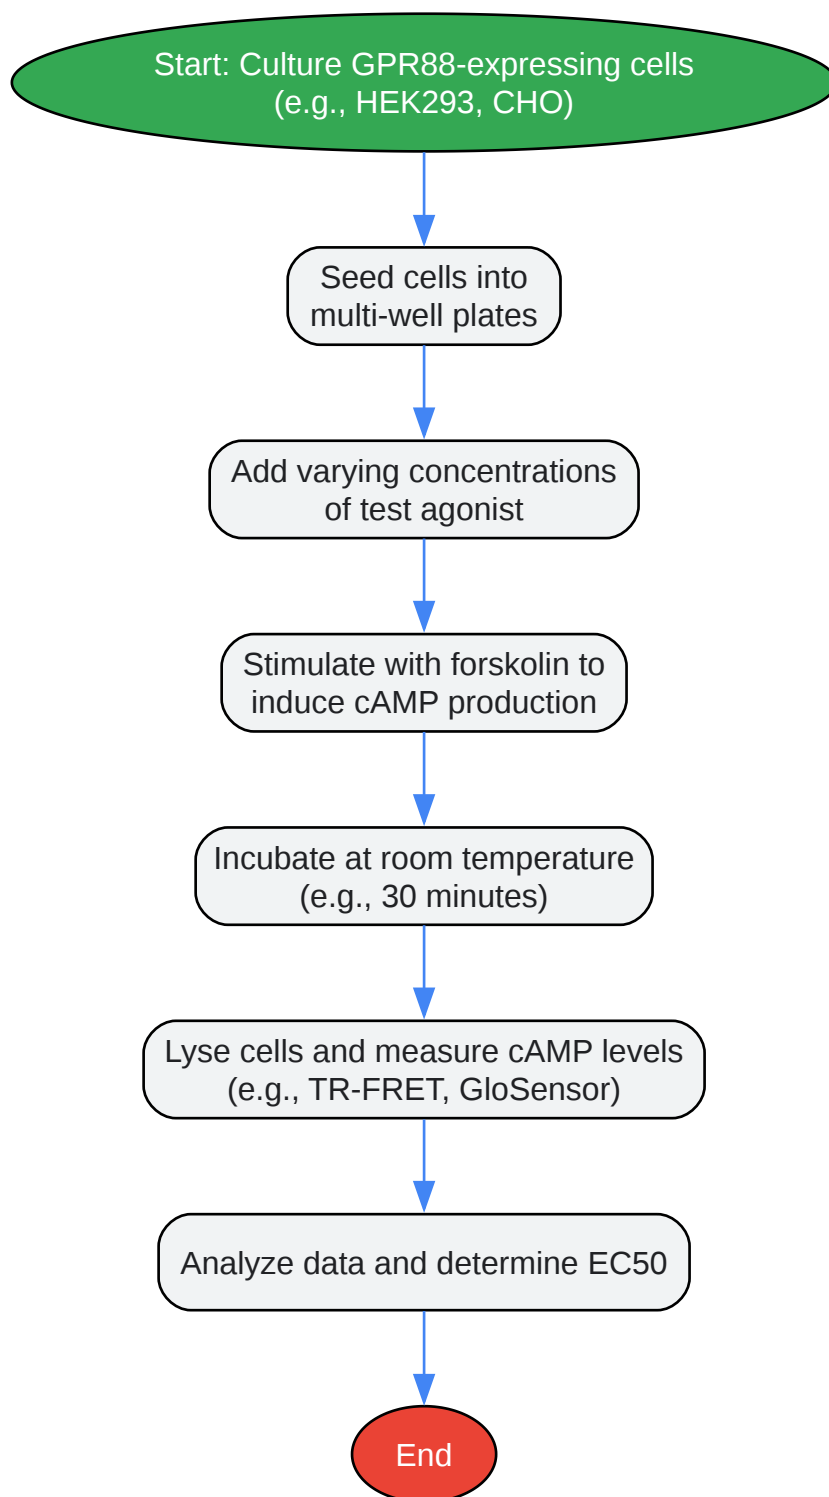 Start: Culture GPR88-expressing cells
(e.g., HEK293, CHO)
Seed cells into
multi-well plates
Add varying concentrations
of test agonist
Stimulate with forskolin to
induce cAMP production
Incubate at room temperature
(e.g., 30 minutes)
Lyse cells and measure cAMP levels
(e.g., TR-FRET, GloSensor)
Analyze data and determine EC50
End